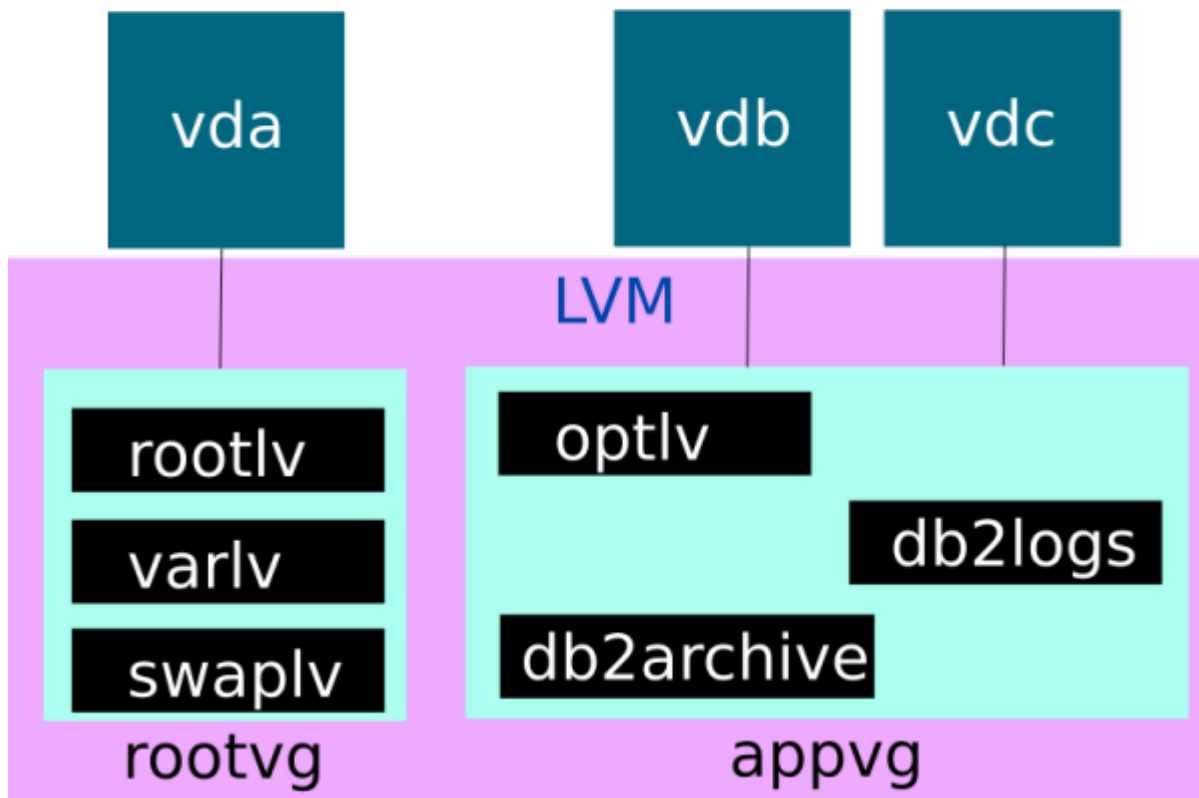 vda
vdb
vdc
LVM
rootlv
varlv
swaplv
rootvg
optlv
db2logs
db2archive
appvg